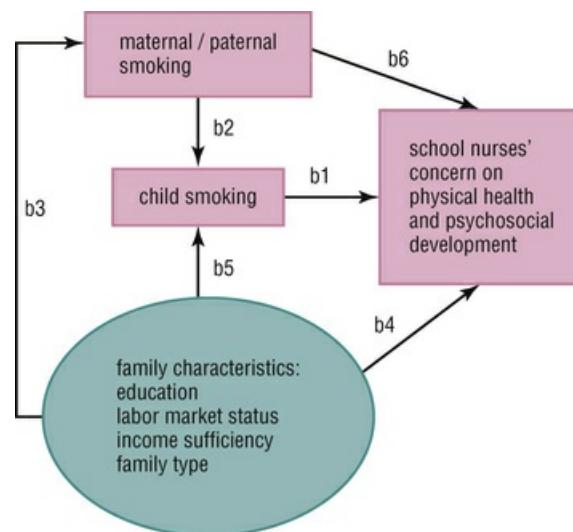 maternal / paternal
smoking
b6
b2
school nurses’
concern on
physical health
and psychosocial
development
b1
child smoking
b3
b5
b4
family characteristics:
education
labor market status
income sufficiency
family type